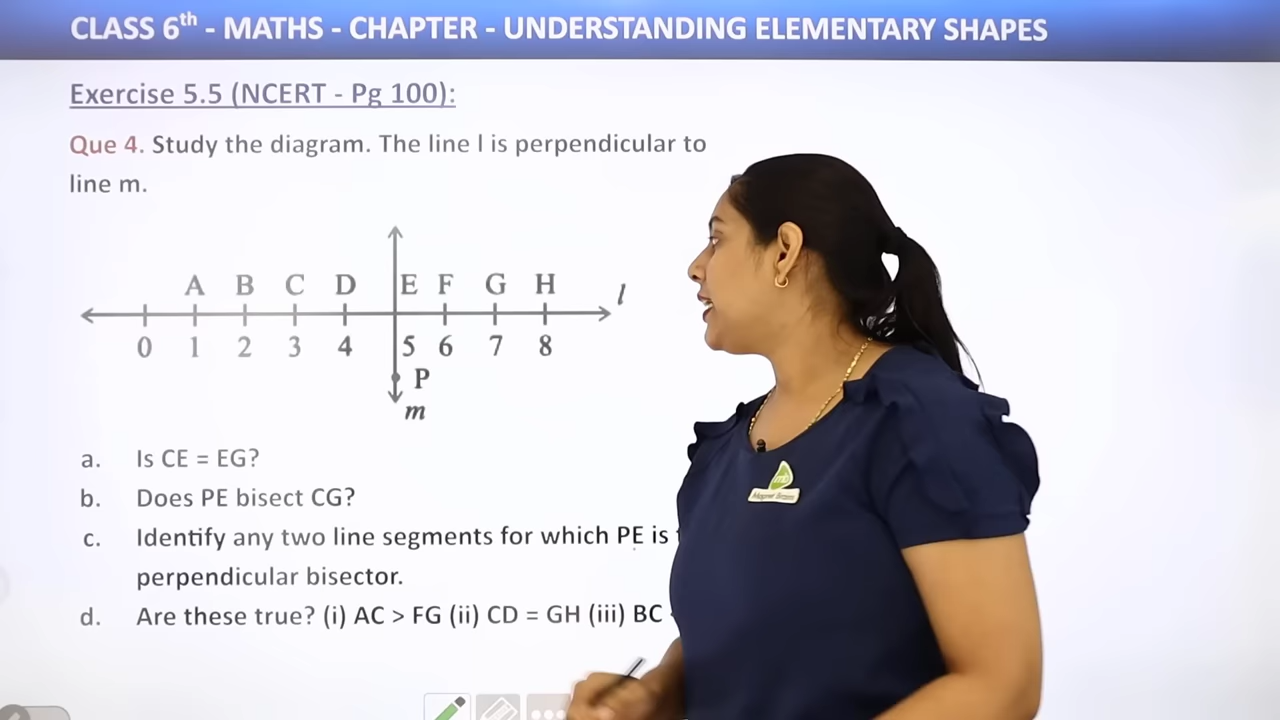 CLASS 6th - MATHS - CHAPTER - UNDERSTANDING ELEMENTARY SHAPES
Exercise 5.5 (NCERT - Pg 100):
Que 4. Study the diagram. The line l is perpendicular to
line m.
A B C D E F G H l
0 1 2 3 4 5 6 7 8
P
m
a. Is CE = EG?
b. Does PE bisect CG?
c. Identify any two line segments for which PE is
perpendicular bisector.
d. Are these true? (i) AC > FG (ii) CD = GH (iii) BC
Magnet Brains